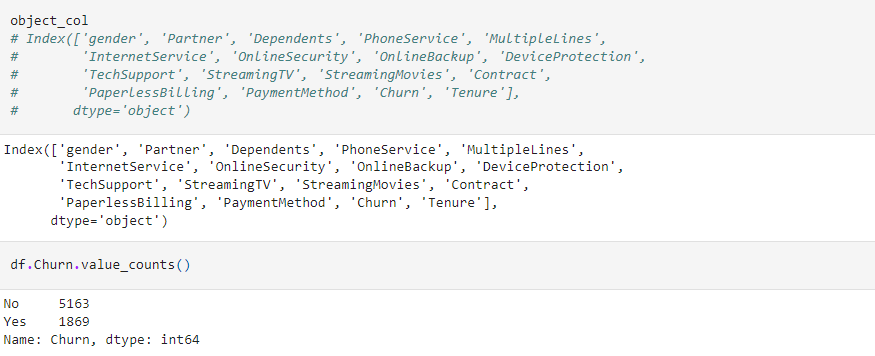 object_col
# Index(['gender', 'Partner', 'Dependents', 'PhoneService', 'MultipleLines',
#        'InternetService', 'OnlineSecurity', 'OnlineBackup', 'DeviceProtection',
#        'TechSupport', 'StreamingTV', 'StreamingMovies', 'Contract',
#        'PaperlessBilling', 'PaymentMethod', 'Churn', 'Tenure'],
#       dtype='object')
Index(['gender', 'Partner', 'Dependents', 'PhoneService', 'MultipleLines',
       'InternetService', 'OnlineSecurity', 'OnlineBackup', 'DeviceProtection',
       'TechSupport', 'StreamingTV', 'StreamingMovies', 'Contract',
       'PaperlessBilling', 'PaymentMethod', 'Churn', 'Tenure'],
      dtype='object')
df.Churn.value_counts()
No     5163
Yes    1869
Name: Churn, dtype: int64